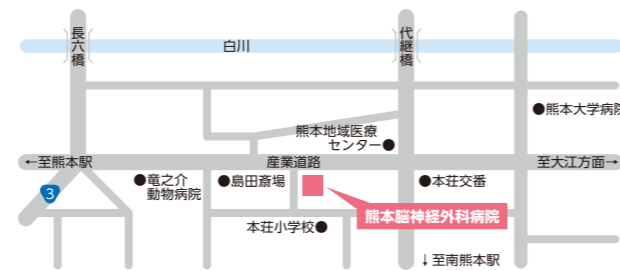 長六橋
白川
代継橋
●熊本大学病院
熊本地域医療
センター●
←至熊本駅
産業道路
至大江方面→
3
●竜之介
動物病院
●島田斎場
●本荘交番
熊本脳神経外科病院
本荘小学校●
↓至南熊本駅